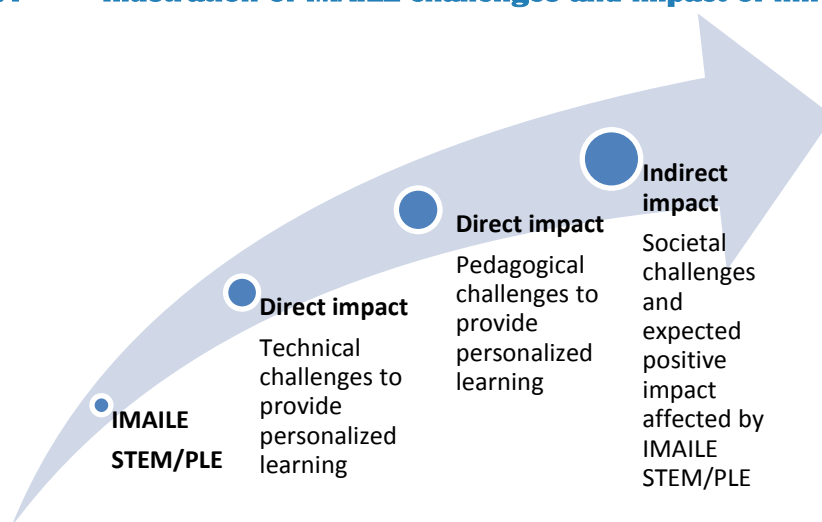 Indirect
impact
Societal
challenges
and
expected
positive
impact
affected by
IMAILE
STEM/PLE
Direct impact
Pedagogical
challenges to
provide
personalized
learning
Direct impact
Technical
challenges to
provide
personalized
learning
IMAILE
STEM/PLE